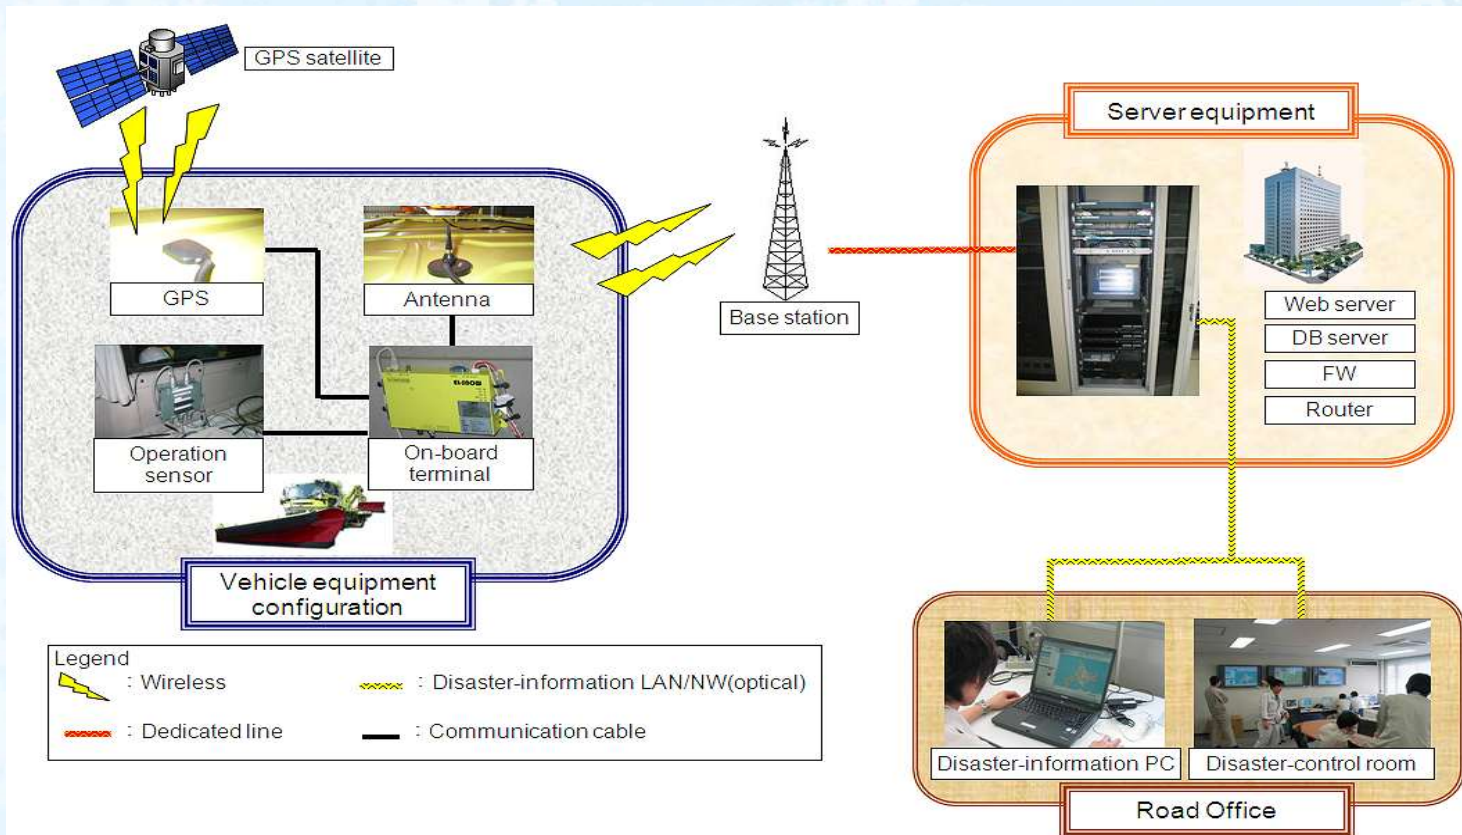 GPS satellite
Server equipment
GPS
Antenna
Base station
Web server
DB server
FW
Router
Operation
sensor
On-board
terminal
Vehicle equipment
configuration
Legend
: Wireless
: Disaster-information LAN/NW(optical)
: Dedicated line
: Communication cable
Disaster-information PC
Disaster-control room
Road Office